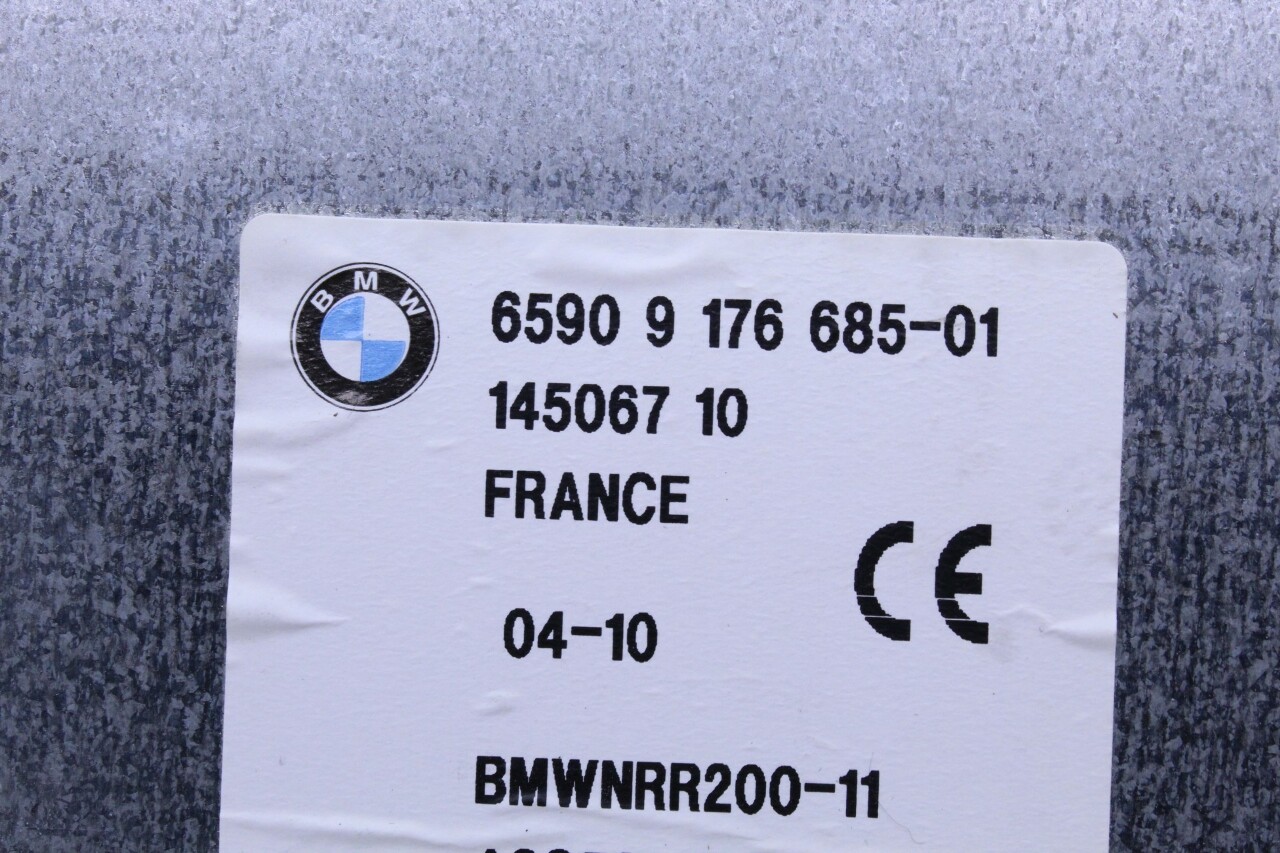 BMW
6590 9 176 685-01
145067 10
FRANCE
CE
04-10
BMWNRR200-11